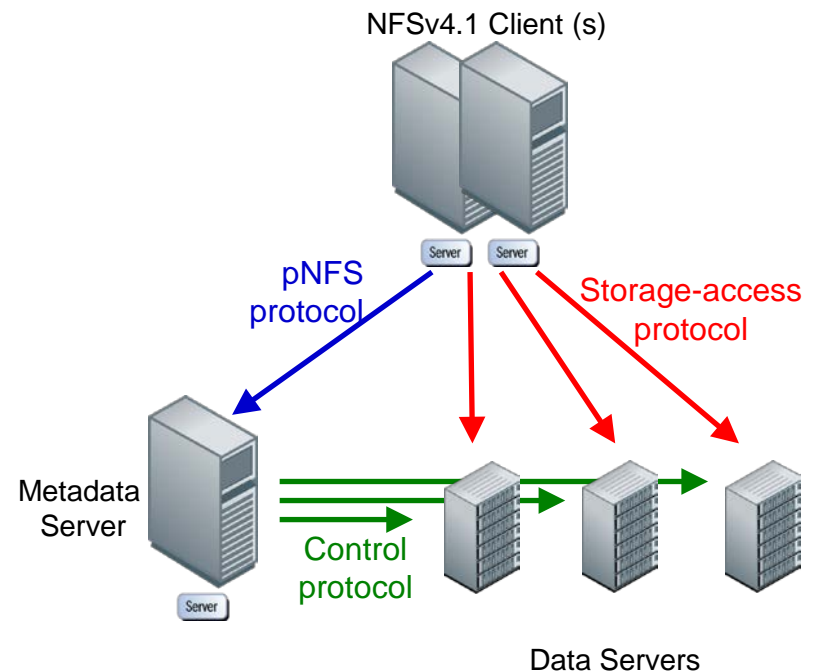 NFSv4.1 Client (s)
Server
Server
pNFS
protocol
Storage-access
protocol
Metadata
Server
Control
protocol
Server
Data Servers